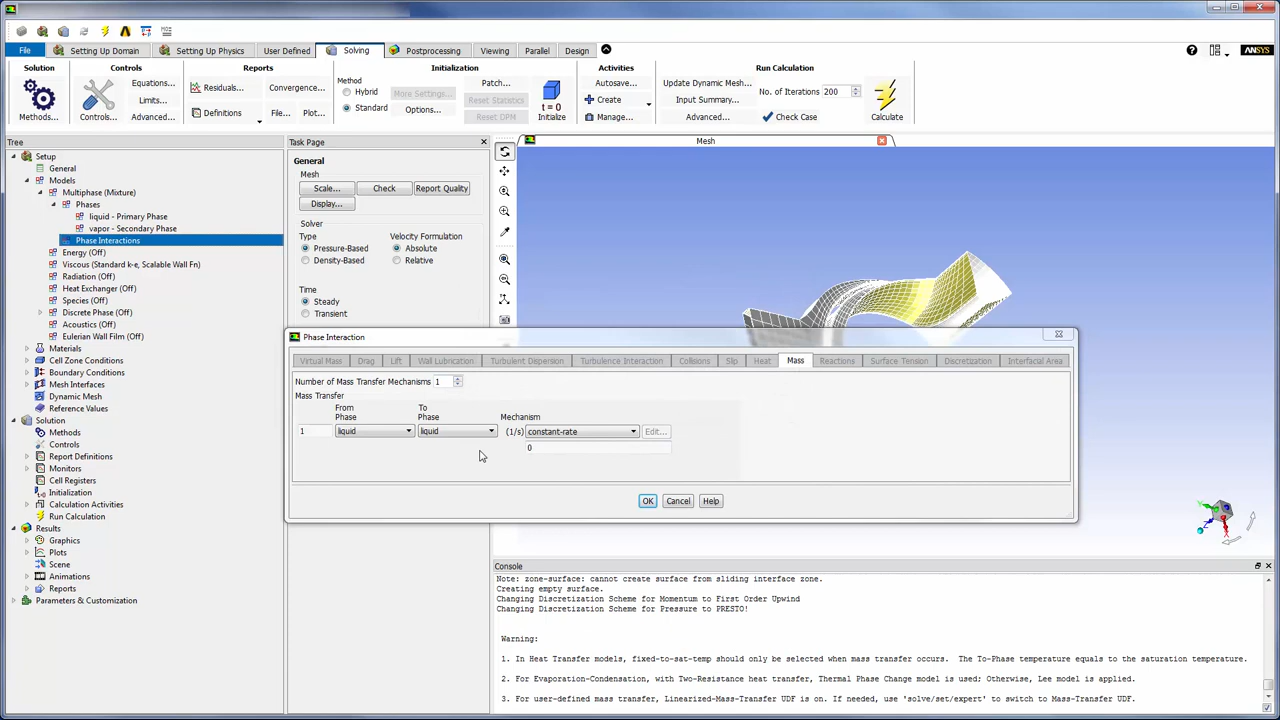 File
Setting Up Domain
Setting Up Physics
User Defined
Solving
Postprocessing
Viewing
Parallel
Design
ANSYS
Solution
Controls
Reports
Initialization
Activities
Run Calculation
Methods...
Controls...
Equations...
Limits...
Advanced...
Residuals...
Convergence...
Definitions
File...
Plot...
Method
Hybrid
Standard
More Settings...
Options...
Patch...
Reset Statistics
Reset DPM
t = 0
Initialize
Autosave...
Create
Manage...
Update Dynamic Mesh...
Input Summary...
Advanced...
No. of Iterations 200
Check Case
Calculate
Tree
Setup
General
Models
Multiphase (Mixture)
Phases
liquid - Primary Phase
vapor - Secondary Phase
Phase Interactions
Energy (Off)
Viscous (Standard k-e, Scalable Wall Fn)
Radiation (Off)
Heat Exchanger (Off)
Species (Off)
Discrete Phase (Off)
Acoustics (Off)
Eulerian Wall Film (Off)
Materials
Cell Zone Conditions
Boundary Conditions
Mesh Interfaces
Dynamic Mesh
Reference Values
Solution
Methods
Controls
Report Definitions
Monitors
Cell Registers
Initialization
Calculation Activities
Run Calculation
Results
Graphics
Plots
Scene
Animations
Reports
Parameters & Customization
Task Page
General
Mesh
Scale...
Check
Report Quality
Display...
Solver
Type
Velocity Formulation
Pressure-Based
Absolute
Density-Based
Relative
Time
Steady
Transient
Mesh
Phase Interaction
Virtual Mass
Drag
Lift
Wall Lubrication
Turbulent Dispersion
Turbulence Interaction
Collisions
Slip
Heat
Mass
Reactions
Surface Tension
Discretization
Interfacial Area
Number of Mass Transfer Mechanisms 1
Mass Transfer
From Phase
To Phase
Mechanism
1 liquid liquid (1/s) constant-rate Edit...
0
OK
Cancel
Help
Console
Note: zone-surface: cannot create surface from sliding interface zone.
Creating empty surface.
Changing Discretization Scheme for Momentum to First Order Upwind
Changing Discretization Scheme for Pressure to PRESTO!
Warning:
1. In Heat Transfer models, fixed-to-sat-temp should only be selected when mass transfer occurs. The To-Phase temperature equals to the saturation temperature.
2. For Evaporation-Condensation, with Two-Resistance heat transfer, Thermal Phase Change model is used; Otherwise, Lee model is applied.
3. For user-defined mass transfer, Linearized-Mass-Transfer UDF is on. If needed, use 'solve/set/expert' to switch to Mass-Transfer UDF.